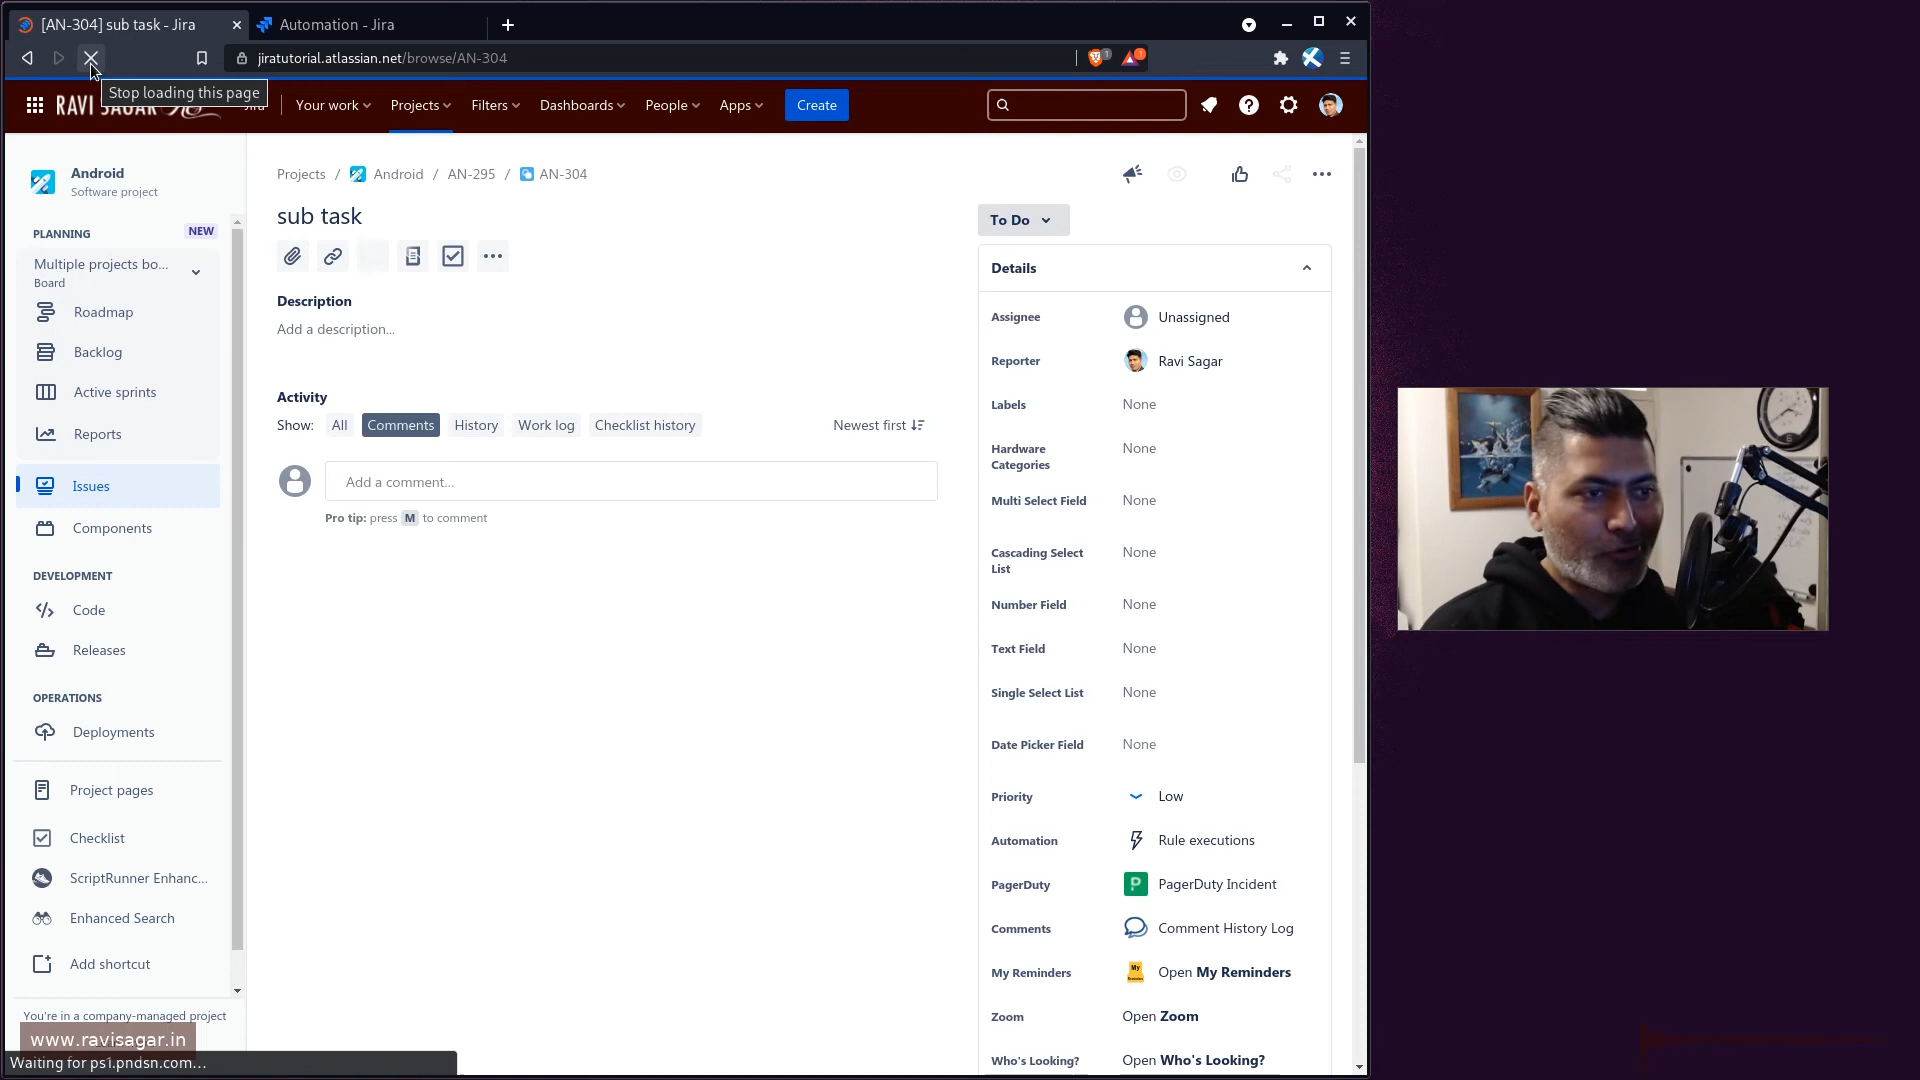 [AN-304] sub task - Jira
Automation - Jira
jiratutorial.atlassian.net/browse/AN-304
1
1
Stop loading this page
RAVI SAGAR
Jira
Your work
Projects
Filters
Dashboards
People
Apps
Create
Android
Software project
PLANNING
NEW
Multiple projects bo...
Board
Roadmap
Backlog
Active sprints
Reports
Issues
Components
DEVELOPMENT
Code
Releases
OPERATIONS
Deployments
Project pages
Checklist
ScriptRunner Enhanc...
Enhanced Search
Add shortcut
You're in a company-managed project
www.ravisagar.in
Waiting for ps1.pndsn.com...
Projects / Android / AN-295 / AN-304
sub task
Description
Add a description...
Activity
Show: All Comments History Work log Checklist history
Newest first
Add a comment...
Pro tip: press M to comment
To Do
Details
Assignee
Unassigned
Reporter
Ravi Sagar
Labels
None
Hardware
Categories
None
Multi Select Field
None
Cascading Select
List
None
Number Field
None
Text Field
None
Single Select List
None
Date Picker Field
None
Priority
Low
Automation
Rule executions
PagerDuty
P
PagerDuty Incident
Comments
Comment History Log
My Reminders
My
Open My Reminders
Zoom
Open Zoom
Who's Looking?
Open Who's Looking?